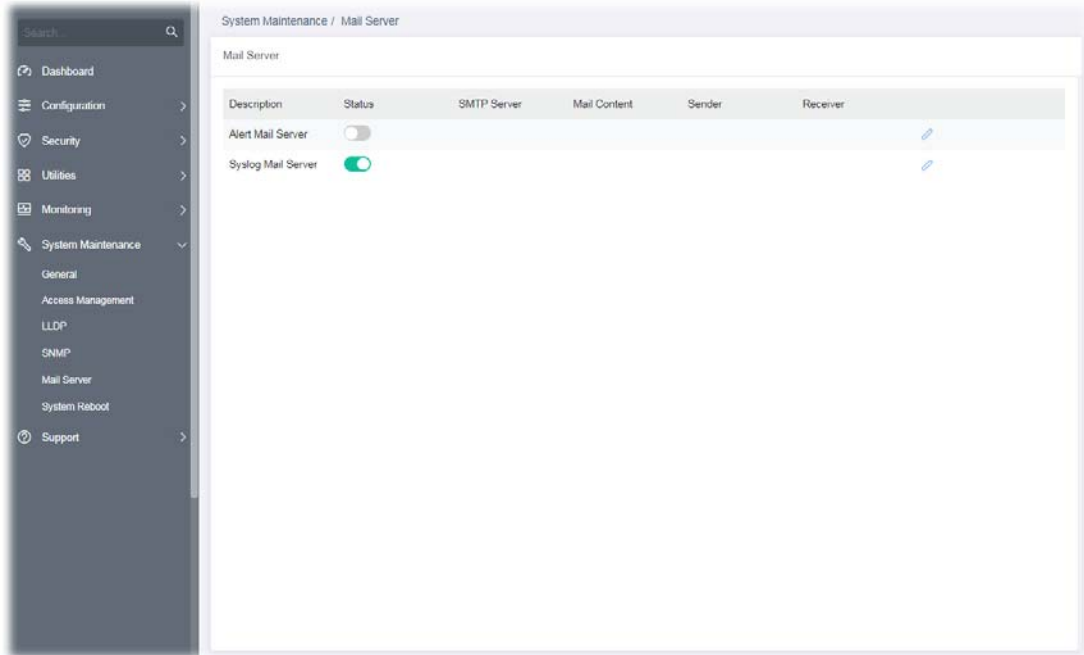 Search...
Dashboard
Configuration
Security
Utilities
Monitoring
System Maintenance
General
Access Management
LLDP
SNMP
Mail Server
System Reboot
Support
System Maintenance / Mail Server
Mail Server
Description Status SMTP Server Mail Content Sender Receiver
Alert Mail Server
Syslog Mail Server